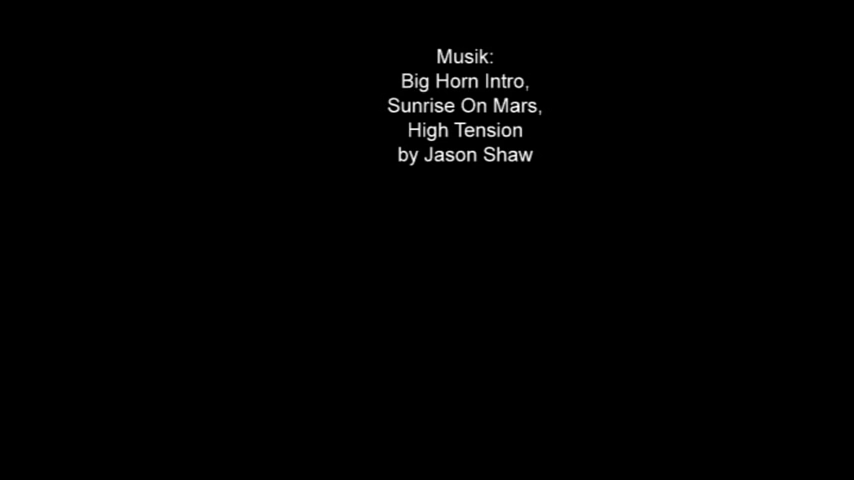 Musik:
Big Horn Intro,
Sunrise On Mars,
High Tension
by Jason Shaw